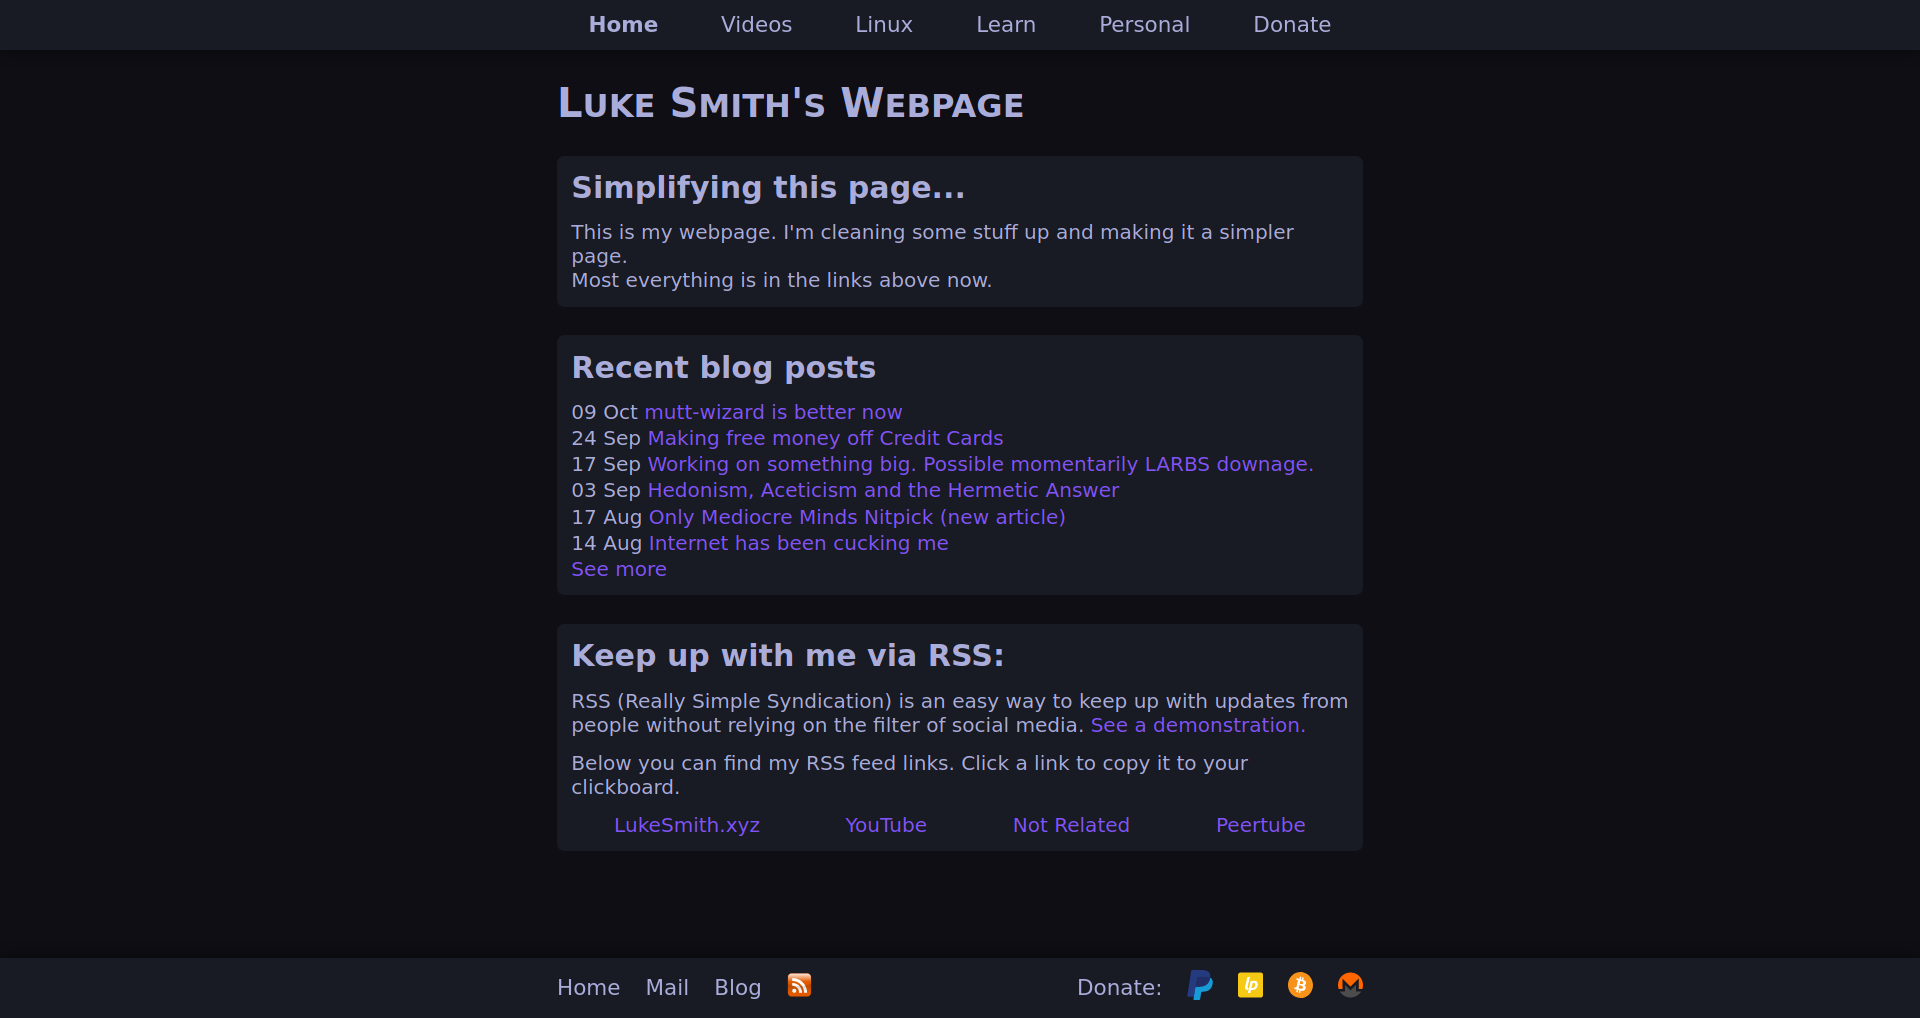 Home Videos Linux Learn Personal Donate
Luke Smith's Webpage
Simplifying this page...
This is my webpage. I'm cleaning some stuff up and making it a simpler
page.
Most everything is in the links above now.
Recent blog posts
09 Oct mutt-wizard is better now
24 Sep Making free money off Credit Cards
17 Sep Working on something big. Possible momentarily LARBS downage.
03 Sep Hedonism, Aceticism and the Hermetic Answer
17 Aug Only Mediocre Minds Nitpick (new article)
14 Aug Internet has been cucking me
See more
Keep up with me via RSS:
RSS (Really Simple Syndication) is an easy way to keep up with updates from
people without relying on the filter of social media. See a demonstration.
Below you can find my RSS feed links. Click a link to copy it to your
clickboard.
LukeSmith.xyz YouTube Not Related Peertube
Home Mail Blog Donate: lp